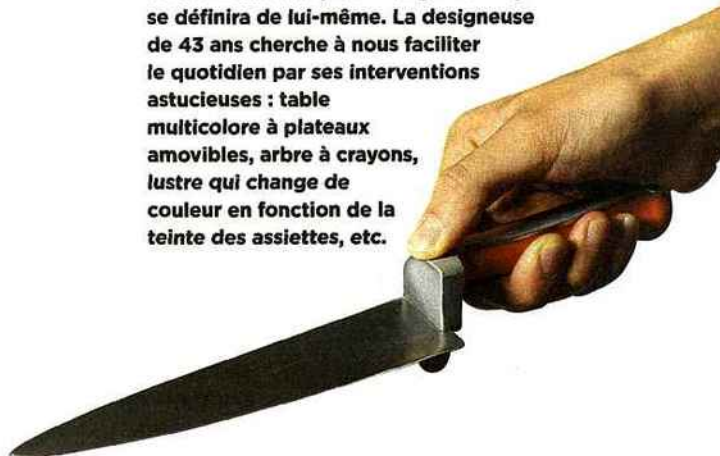 se définira de lui-même. La designeuse
de 43 ans cherche à nous faciliter
le quotidien par ses interventions
astucieuses : table
multicolore à plateaux
amovibles, arbre à crayons,
lustre qui change de
couleur en fonction de la
teinte des assiettes, etc.